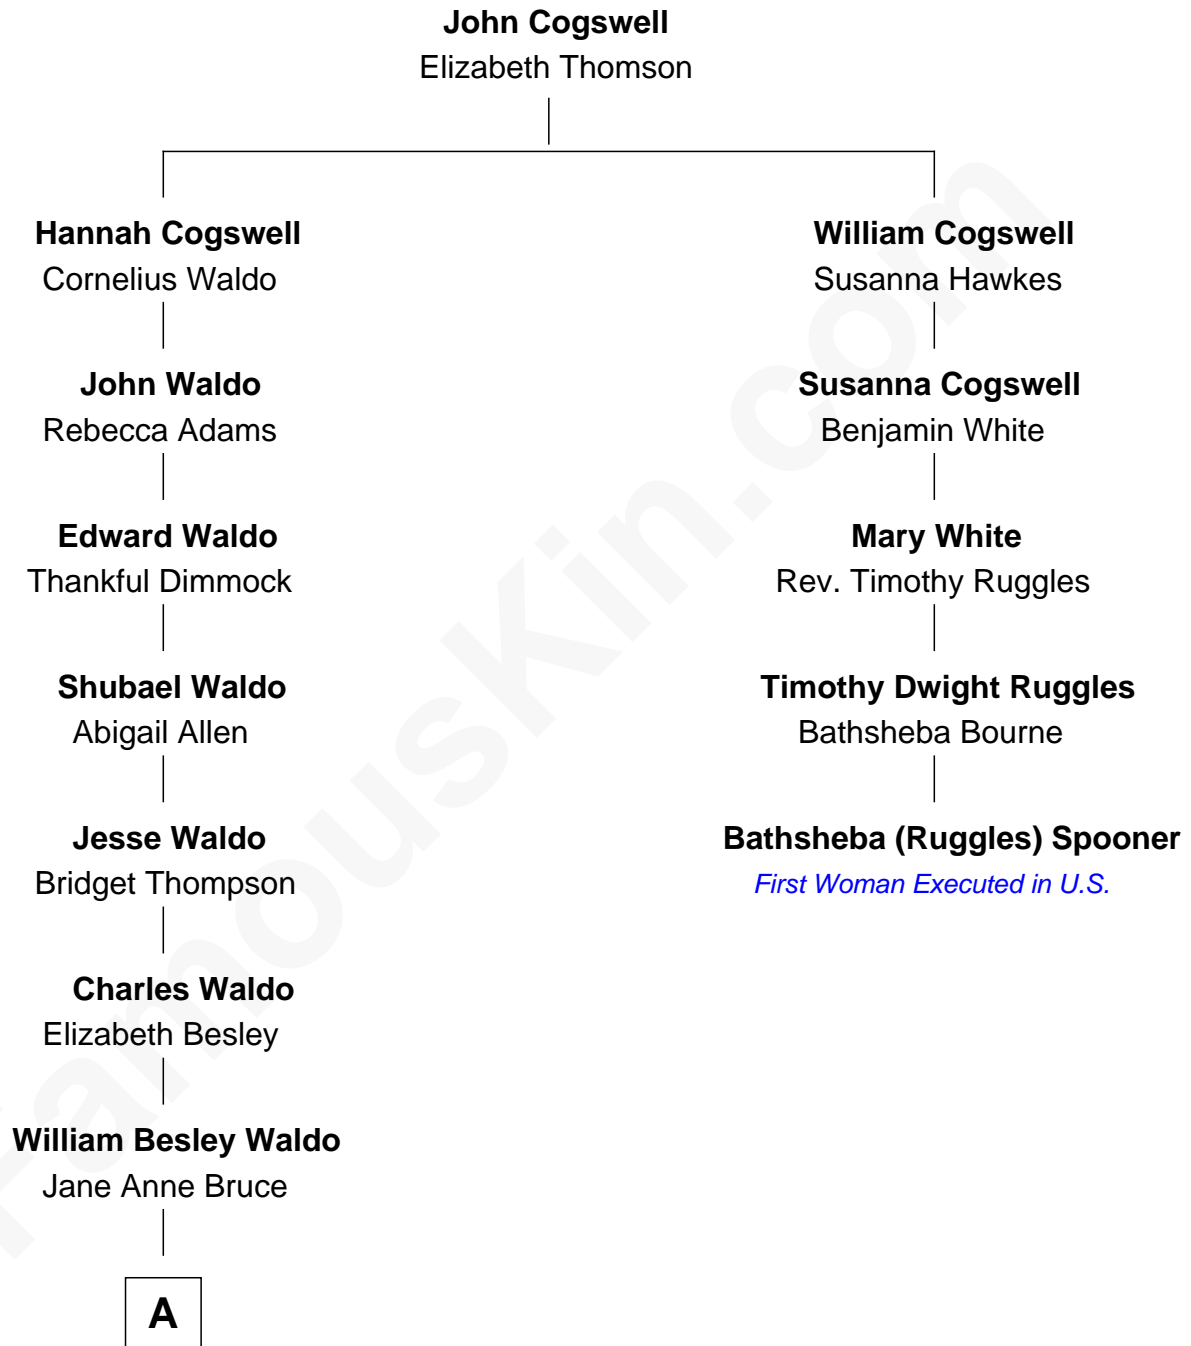 John Cogswell
Elizabeth Thomson
Hannah Cogswell
Cornelius Waldo
William Cogswell
Susanna Hawkes
John Waldo
Rebecca Adams
Susanna Cogswell
Benjamin White
Edward Waldo
Thankful Dimmock
Mary White
Rev. Timothy Ruggles
Shubael Waldo
Abigail Allen
Timothy Dwight Ruggles
Bathsheba Bourne
Jesse Waldo
Bridget Thompson
Bathsheba (Ruggles) Spooner
First Woman Executed in U.S.
Charles Waldo
Elizabeth Besley
William Besley Waldo
Jane Anne Bruce
A
FamousKin.com